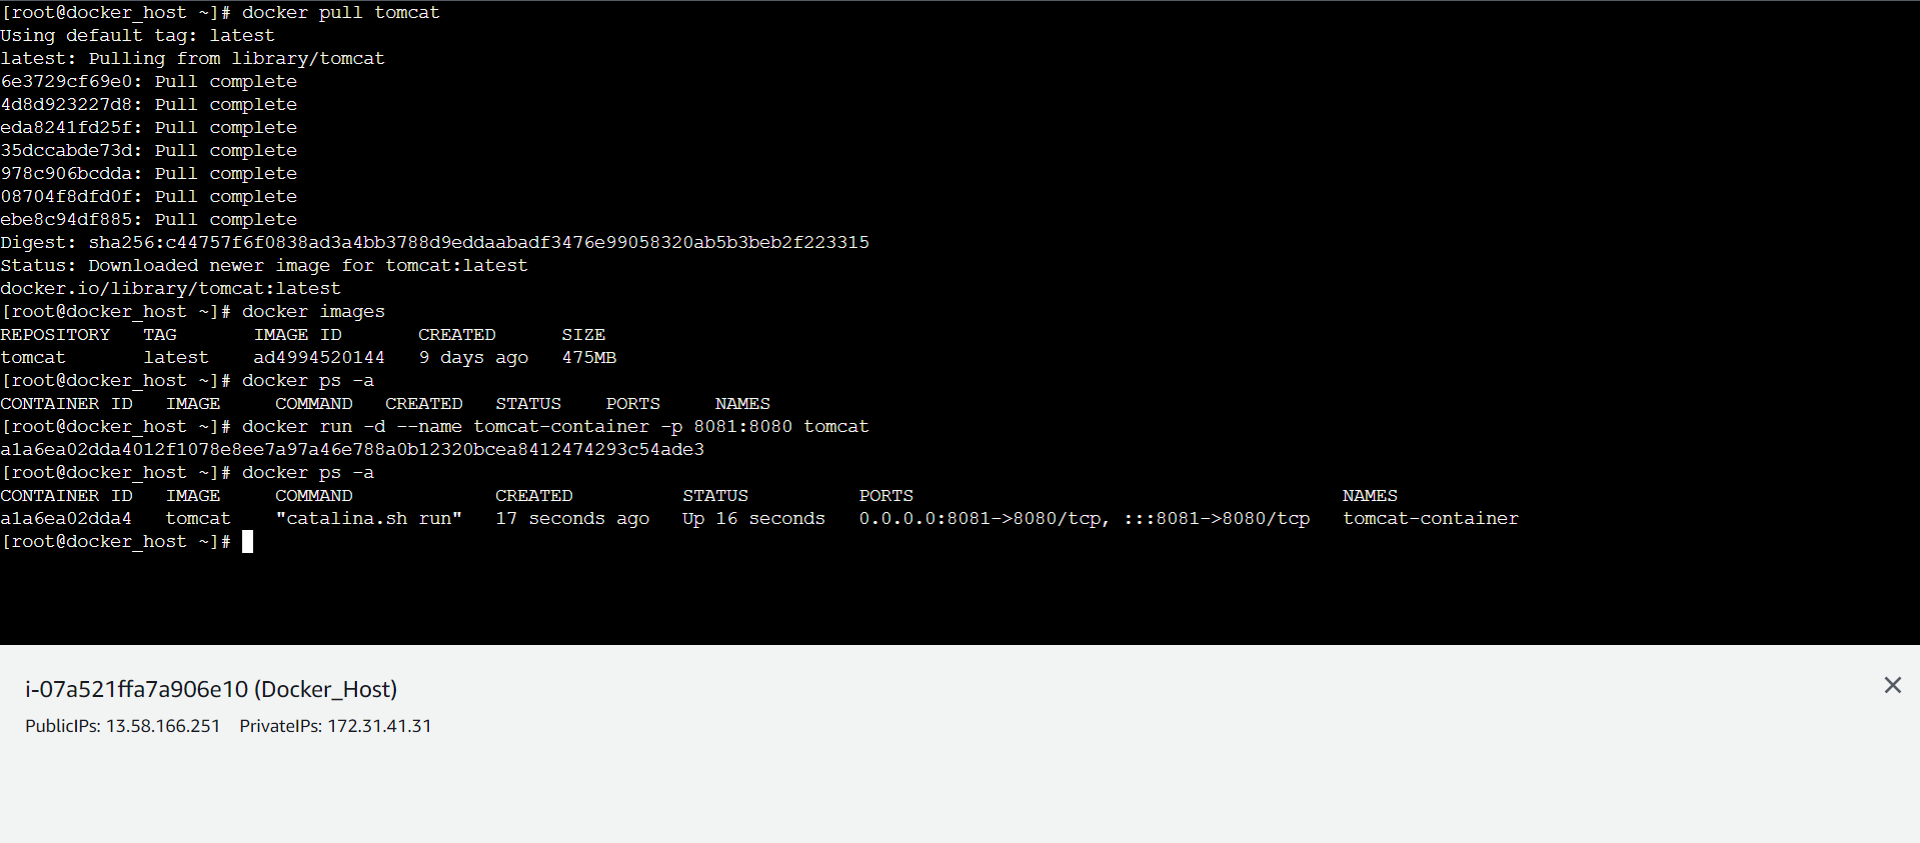 [root@docker_host ~]# docker pull tomcat
Using default tag: latest
latest: Pulling from library/tomcat
6e3729cf69e0: Pull complete
4d8d923227d8: Pull complete
eda8241fd25f: Pull complete
35dccabde73d: Pull complete
978c906bcdda: Pull complete
08704f8dfd0f: Pull complete
ebe8c94df885: Pull complete
Digest: sha256:c44757f6f0838ad3a4bb3788d9eddaabadf3476e99058320ab5b3beb2f223315
Status: Downloaded newer image for tomcat:latest
docker.io/library/tomcat:latest
[root@docker_host ~]# docker images
REPOSITORY   TAG       IMAGE ID       CREATED      SIZE
tomcat       latest    ad4994520144   9 days ago   475MB
[root@docker_host ~]# docker ps -a
CONTAINER ID   IMAGE     COMMAND   CREATED   STATUS    PORTS     NAMES
[root@docker_host ~]# docker run -d --name tomcat-container -p 8081:8080 tomcat
a1a6ea02dda4012f1078e8ee7a97a46e788a0b12320bcea8412474293c54ade3
[root@docker_host ~]# docker ps -a
CONTAINER ID   IMAGE     COMMAND             CREATED          STATUS          PORTS                                       NAMES
a1a6ea02dda4   tomcat    "catalina.sh run"   17 seconds ago   Up 16 seconds   0.0.0.0:8081->8080/tcp, :::8081->8080/tcp   tomcat-container
[root@docker_host ~]#
i-07a521ffa7a906e10 (Docker_Host)
PublicIPs: 13.58.166.251    PrivateIPs: 172.31.41.31